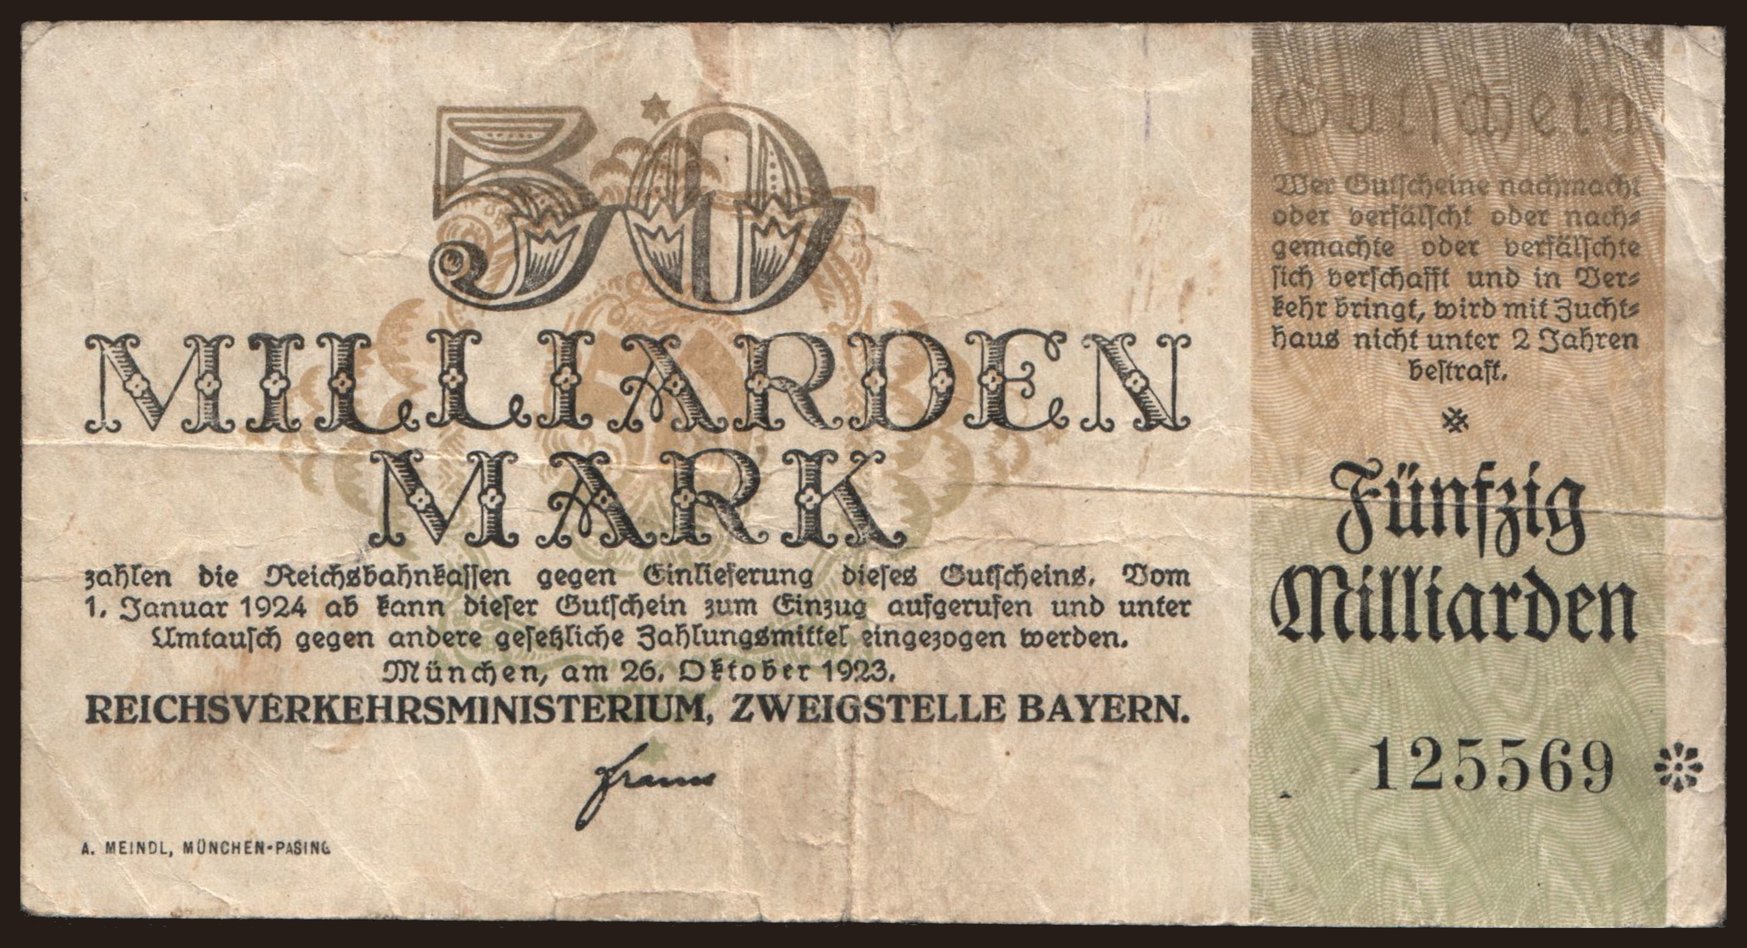 50
MILLIARDEN
MARK
zahlen die Reichsbahnkassen gegen Einlieferung dieses Gutscheins. Vom
1. Januar 1924 ab kann dieser Gutschein zum Einzug aufgerufen und unter
Umtausch gegen andere gesetzliche Zahlungsmittel eingezogen werden.
München, am 26. Oktober 1923.
REICHSVERKEHRSMINISTERIUM, ZWEIGSTELLE BAYERN.
A. MEINDL, MÜNCHEN-PASING
Gutschein
Wer Gutscheine nachmacht
oder verfälscht oder nach-
gemachte oder verfälschte
sich verschafft und in Ver-
kehr bringt, wird mit Zucht-
haus nicht unter 2 Jahren
bestraft.
Fünfzig
Milliarden
125569